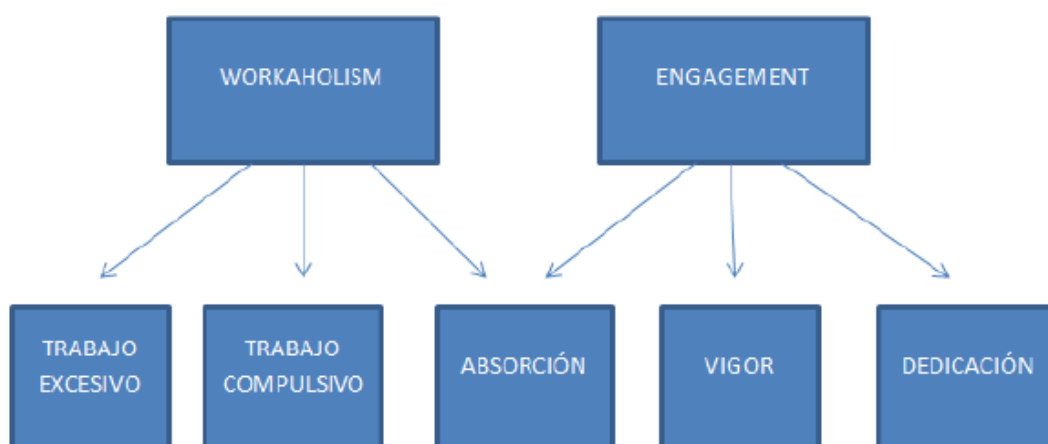 WORKAHOLISM
ENGAGEMENT
TRABAJO
EXCESIVO
TRABAJO
COMPULSIVO
ABSORCIÓN
VIGOR
DEDICACIÓN